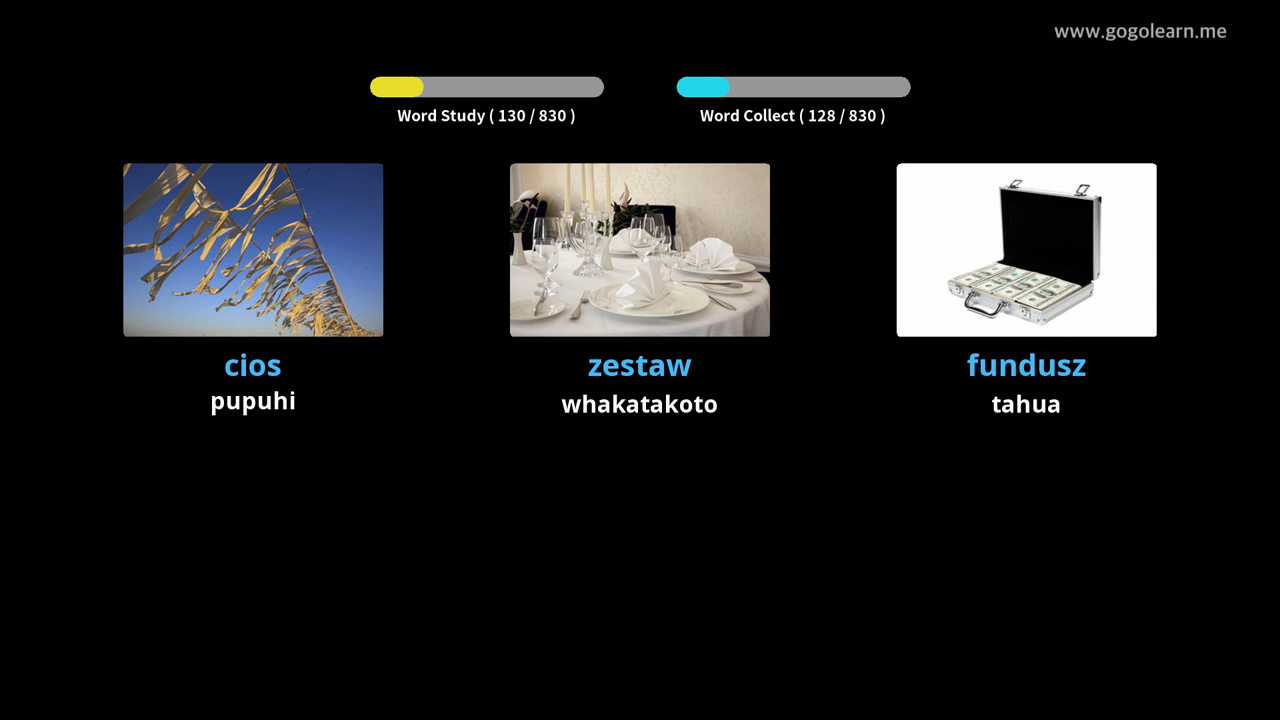 www.gogolearn.me
Word Study ( 130 / 830 )
Word Collect ( 128 / 830 )
cios
pupuhi
zestaw
whakatakoto
fundusz
tahua